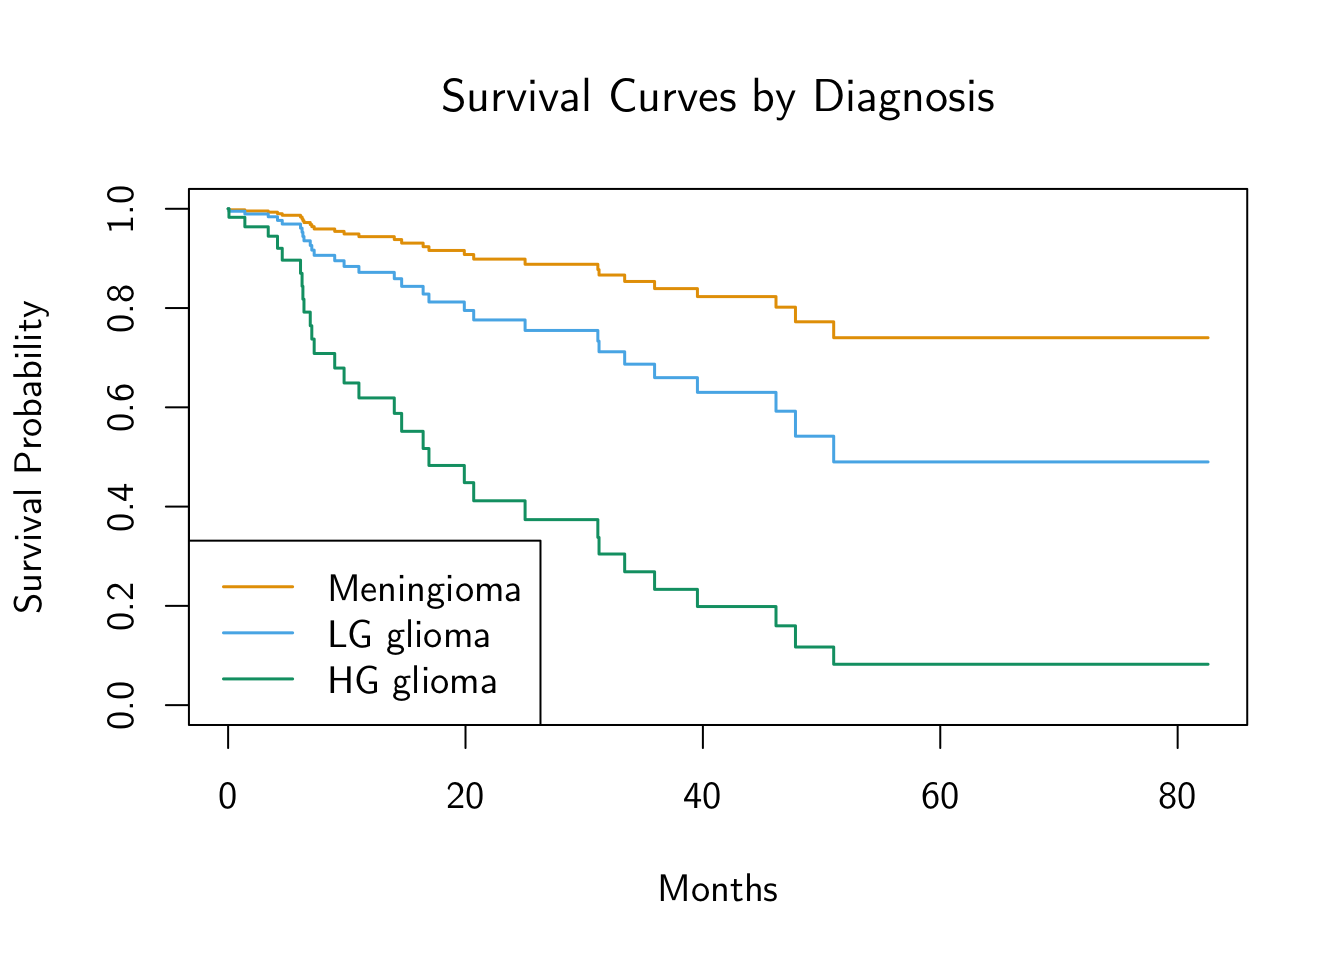 Survival Curves by Diagnosis
Survival Probability
1.0
0.8
0.6
0.4
0.2
0.0
Meningioma
LG glioma
HG glioma
0 20 40 60 80
Months